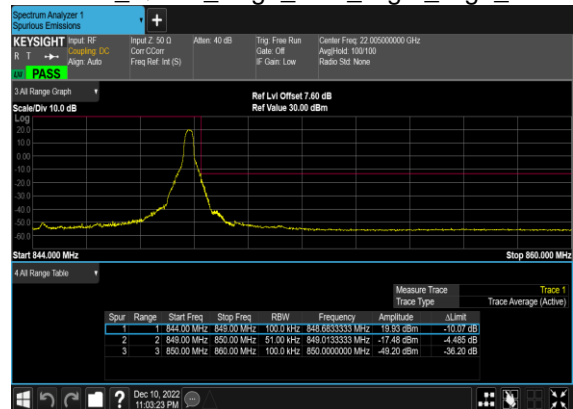 Spectrum Analyzer 1
Spurious Emissions
+
KEYSIGHT Input: RF Input Z: 50 Ω Atten: 40 dB Trig: Free Run Center Freq: 22.005000000 GHz
R T Coupling: DC Corr CCorr Gate: Off Avg|Hold: 100/100
Align: Auto Freq Ref: Int (S) IF Gain: Low Radio Std: None
LW PASS
3 All Range Graph
Ref Lvl Offset 7.60 dB
Scale/Div 10.0 dB Ref Value 30.00 dBm
Log
20.0
10.0
0.00
-10.0
-20.0
-30.0
-40.0
-50.0
-60.0
Start 844.000 MHz Stop 860.000 MHz
4 All Range Table
Measure Trace Trace 1
Trace Type Trace Average (Active)
Spur Range Start Freq Stop Freq RBW Frequency Amplitude ΔLimit
1 1 844.00 MHz 849.00 MHz 100.0 kHz 848.6833333 MHz 19.93 dBm -10.07 dB
2 2 849.00 MHz 850.00 MHz 51.00 kHz 849.0133333 MHz -17.48 dBm -4.485 dB
3 3 850.00 MHz 860.00 MHz 100.0 kHz 850.0000000 MHz -49.20 dBm -36.20 dB
? Dec 10, 2022
11:03:23 PM